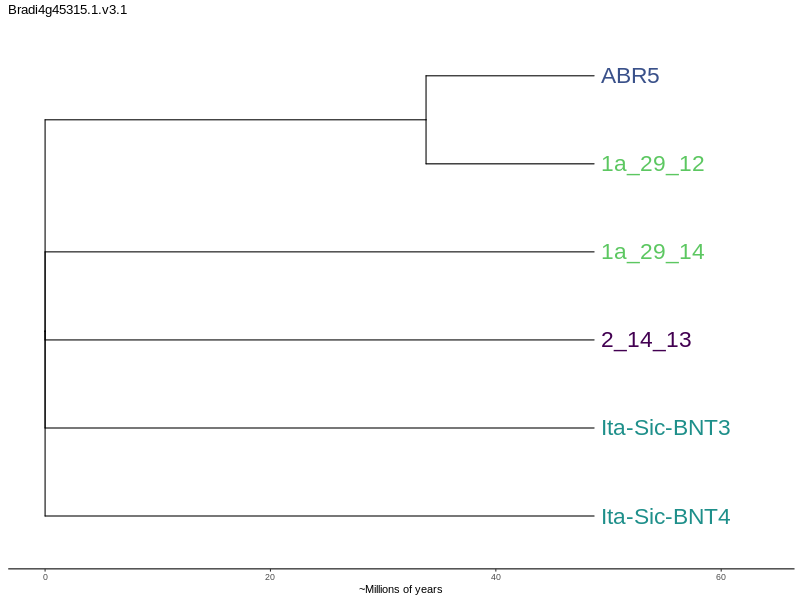 Bradi4g45315.1.v3.1
ABR5
1a_29_12
1a_29_14
2_14_13
Ita-Sic-BNT3
Ita-Sic-BNT4
0 20 40 60
~Millions of years